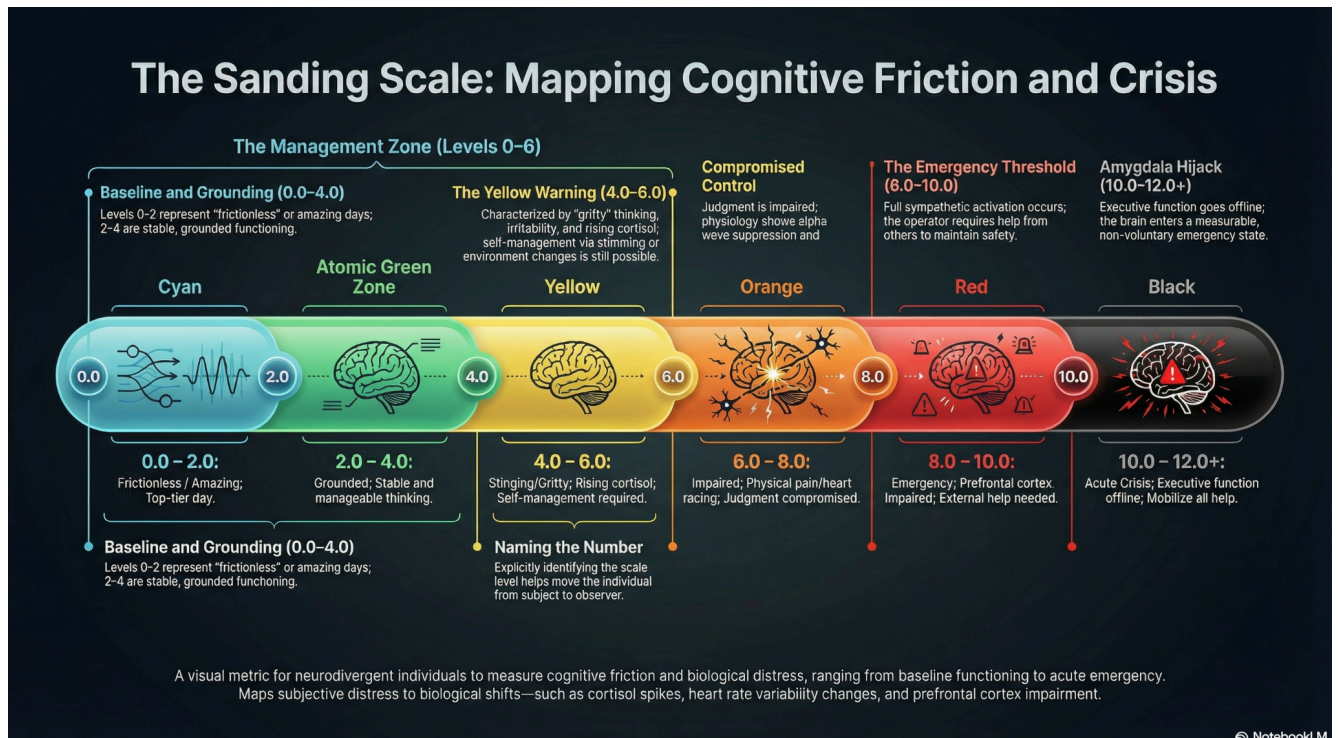 The Sanding Scale: Mapping Cognitive Friction and Crisis
The Management Zone (Levels 0–6)
Baseline and Grounding (0.0–4.0)
Levels 0–2 represent "frictionless" or amazing days;
2–4 are stable, grounded functioning.
The Yellow Warning (4.0–6.0)
Characterized by "grifty" thinking,
irritability, and rising cortisol;
self-management via stimming or
environment changes is still possible.
Compromised
Control
Judgment is impaired;
physiology showe alpha
weve suppression and
The Emergency Threshold
(6.0–10.0)
Full sympathetic activation occurs;
the operator requires help from
others to maintain safety.
Amygdala Hijack
(10.0–12.0+)
Executive function goes offline;
the brain enters a measurable,
non-voluntary emergency state.
Cyan
Atomic Green
Zone
Yellow
Orange
Red
Black
0.0
2.0
4.0
6.0
8.0
10.0
0.0 – 2.0:
Frictionless / Amazing;
Top-tier day.
2.0 – 4.0:
Grounded; Stable and
manageable thinking.
4.0 – 6.0:
Stinging/Gritty; Rising cortisol;
Self-management required.
6.0 – 8.0:
Impaired; Physical pain/heart
racing; Judgment compromised.
8.0 – 10.0:
Emergency; Prefrontal cortex
Impaired; External help needed.
10.0 – 12.0+:
Acute Crisis; Executive function
offline; Mobilize all help.
Baseline and Grounding (0.0–4.0)
Levels 0–2 represent "frictionless" or amazing days;
2–4 are stable, grounded funchoning.
Naming the Number
Explicitly identifying the scale
level helps move the individual
from subject to observer.
A visual metric for neurodivergent individuals to measure cognitive friction and biological distress, ranging from baseline functioning to acute emergency.
Maps subjective distress to biological shifts—such as cortisol spikes, heart rate variability changes, and prefrontal cortex impairment.
NotebookLM